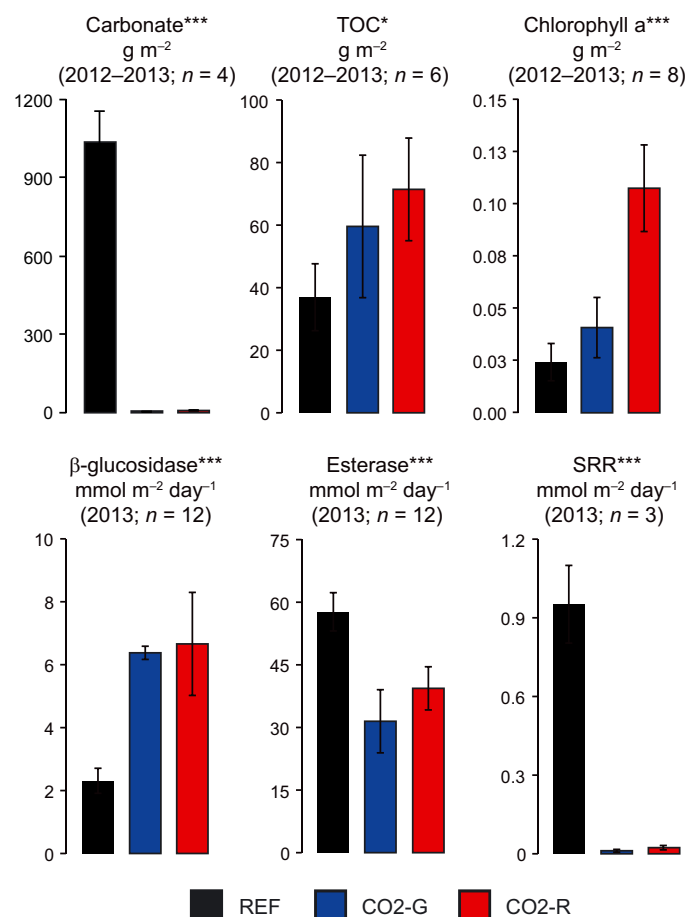 Carbonate***
g m⁻²
(2012–2013; n = 4)
1200
900
600
300
0
TOC*
g m⁻²
(2012–2013; n = 6)
100
80
60
40
20
0
Chlorophyll a***
g m⁻²
(2012–2013; n = 8)
0.15
0.13
0.10
0.08
0.05
0.03
0.00
β-glucosidase***
mmol m⁻² day⁻¹
(2013; n = 12)
10
8
6
4
2
0
Esterase***
mmol m⁻² day⁻¹
(2013; n = 12)
75
60
45
30
15
0
SRR***
mmol m⁻² day⁻¹
(2013; n = 3)
1.2
0.9
0.6
0.3
0
REF CO2-G CO2-R